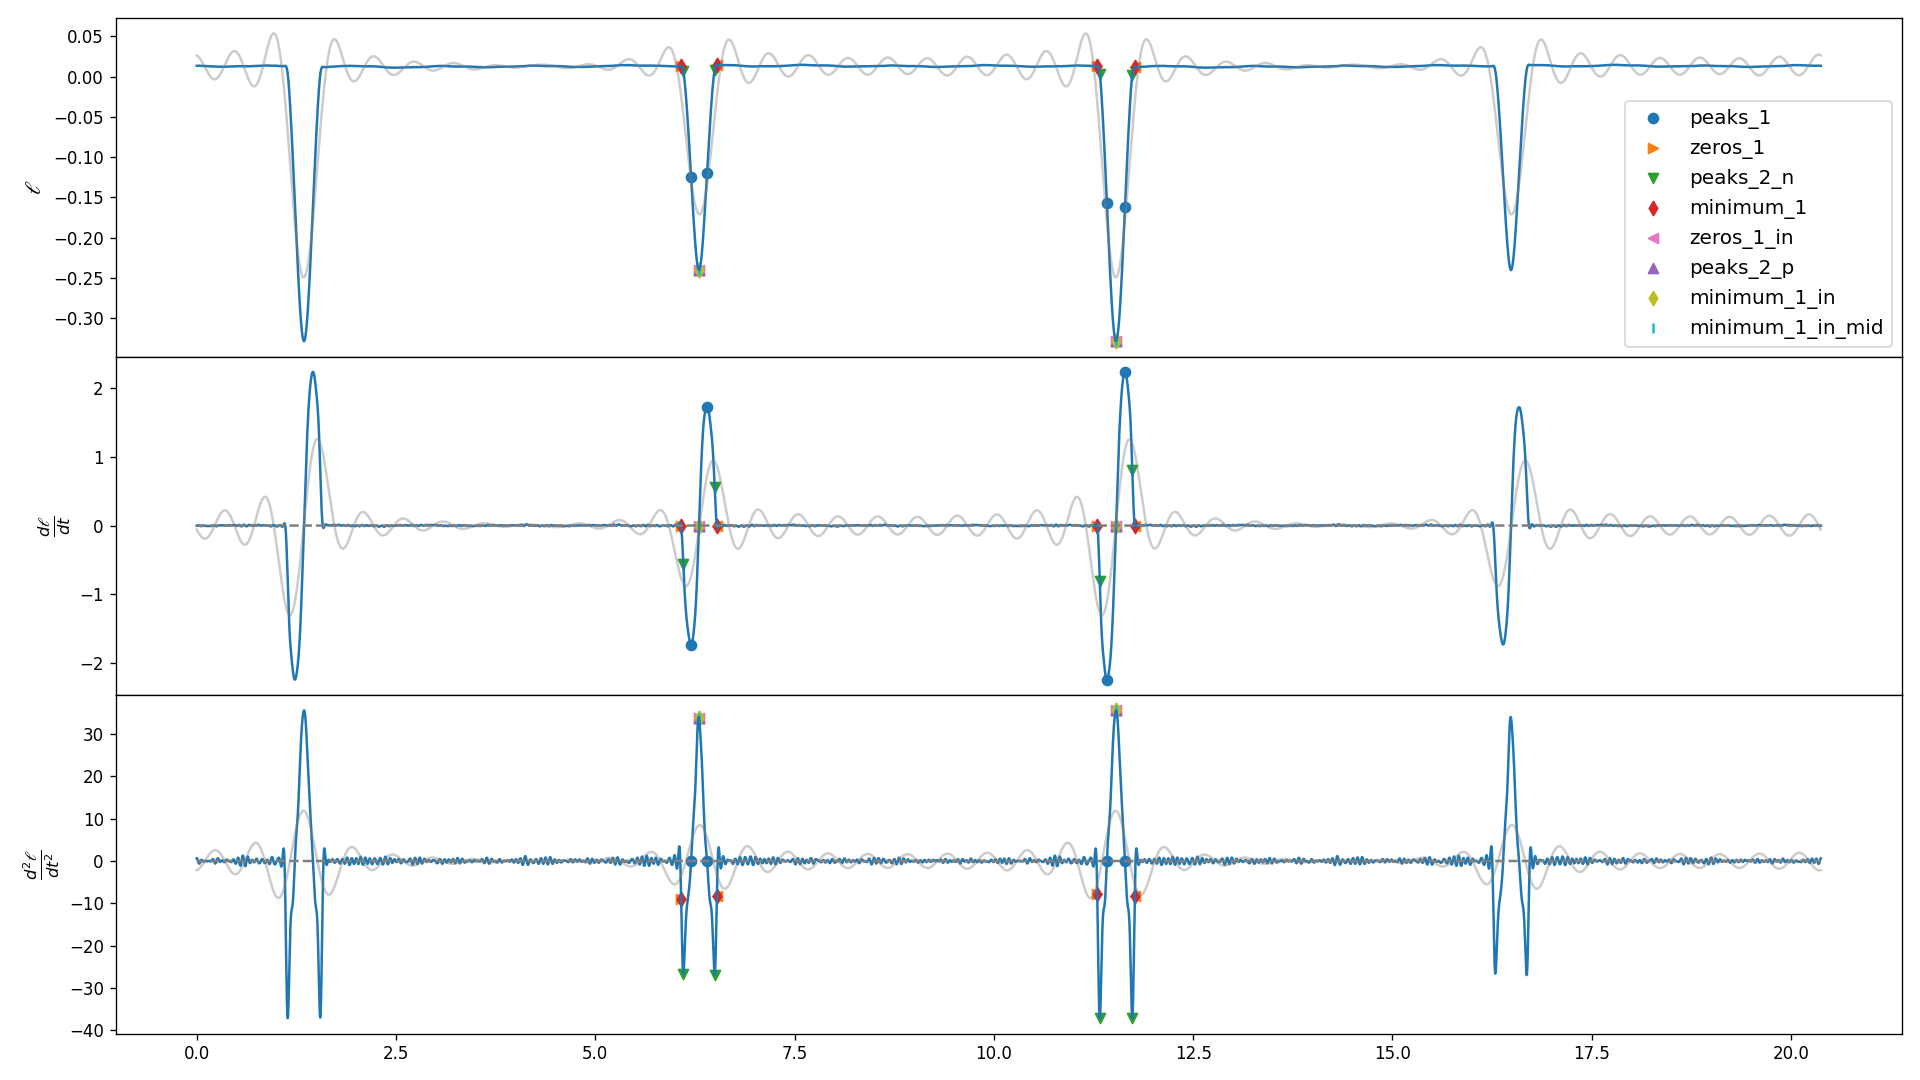 0.05
0.00
−0.05
−0.10
−0.15
−0.20
−0.25
−0.30
ℓ
peaks_1
zeros_1
peaks_2_n
minimum_1
zeros_1_in
peaks_2_p
minimum_1_in
minimum_1_in_mid
2
1
0
−1
−2
dℓ/dt
30
20
10
0
−10
−20
−30
−40
d²ℓ/dt²
0.0 2.5 5.0 7.5 10.0 12.5 15.0 17.5 20.0